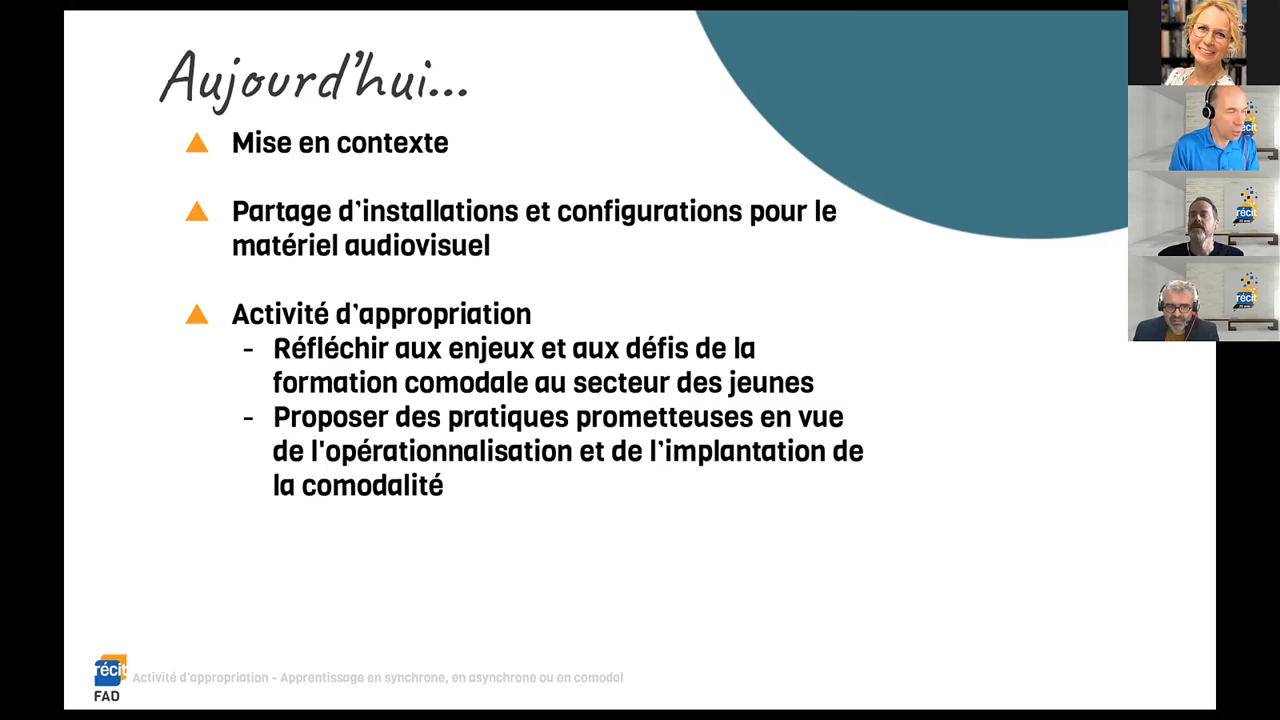 Aujourd'hui...
Mise en contexte
Partage d'installations et configurations pour le
matériel audiovisuel
Activité d'appropriation
- Réfléchir aux enjeux et aux défis de la
formation comodale au secteur des jeunes
- Proposer des pratiques prometteuses en vue
de l'opérationnalisation et de l'implantation de
la comodalité
récit
FAD
Activité d'appropriation - Apprentissage en synchrone, en asynchrone ou en comodal
récit
récit